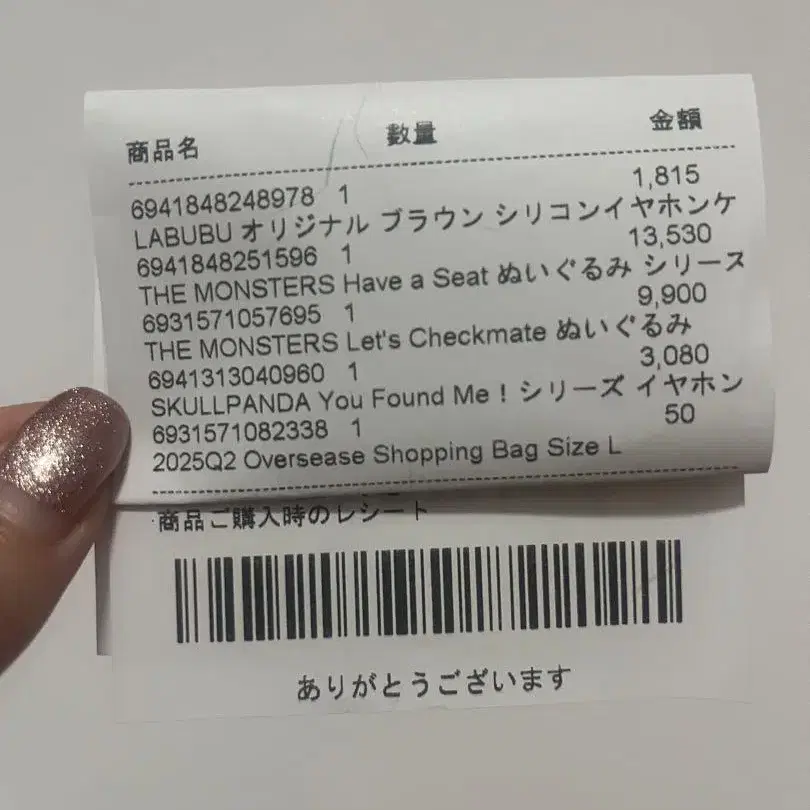 商品名 数量 金額
6941848248978 1 1,815
LABUBU オリジナル ブラウン シリコンイヤホンケ
6941848251596 1 13,530
THE MONSTERS Have a Seat ぬいぐるみ シリース
6931571057695 1 9,900
THE MONSTERS Let's Checkmate ぬいぐるみ
6941313040960 1 3,080
SKULLPANDA You Found Me！シリーズ イヤホン
6931571082338 1 50
2025Q2 Oversease Shopping Bag Size L
商品ご購入時のレシート
ありがとうございます